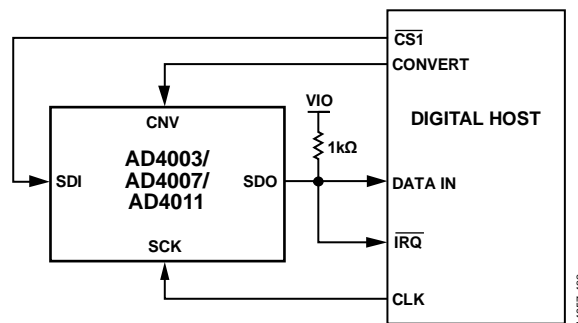 CS1
CONVERT
CNV
VIO
DIGITAL HOST
1kΩ
AD4003/
AD4007/
AD4011
SDI
SDO
DATA IN
IRQ
SCK
CLK